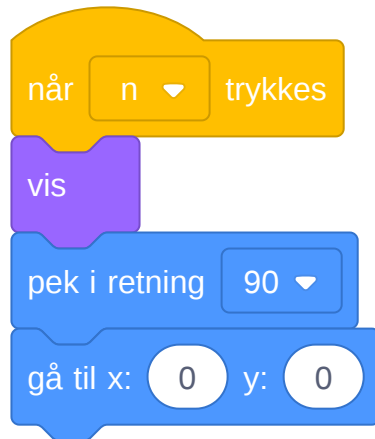 når n trykkes
vis
pek i retning 90
gå til x: 0 y: 0